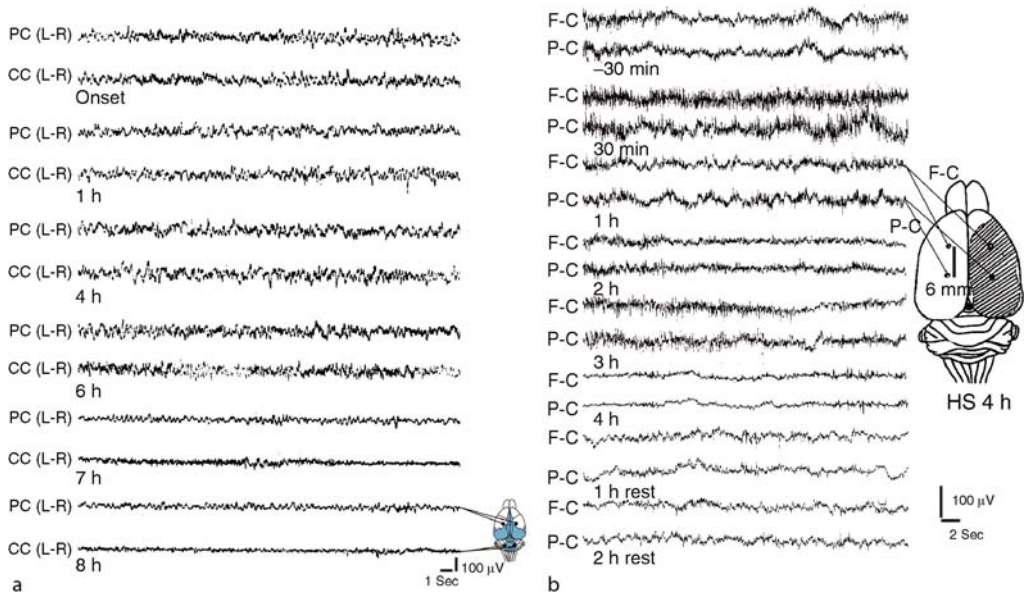 PC (L-R)
CC (L-R)
Onset
PC (L-R)
CC (L-R)
1 h
PC (L-R)
CC (L-R)
4 h
PC (L-R)
CC (L-R)
6 h
PC (L-R)
CC (L-R)
7 h
PC (L-R)
CC (L-R)
8 h
100 μV
1 Sec
a
F-C
P-C
–30 min
F-C
P-C
30 min
F-C
P-C
1 h
F-C
P-C
2 h
F-C
P-C
3 h
F-C
P-C
4 h
F-C
P-C
1 h rest
F-C
P-C
2 h rest
F-C
P-C
6 mm
HS 4 h
100 μV
2 Sec
b